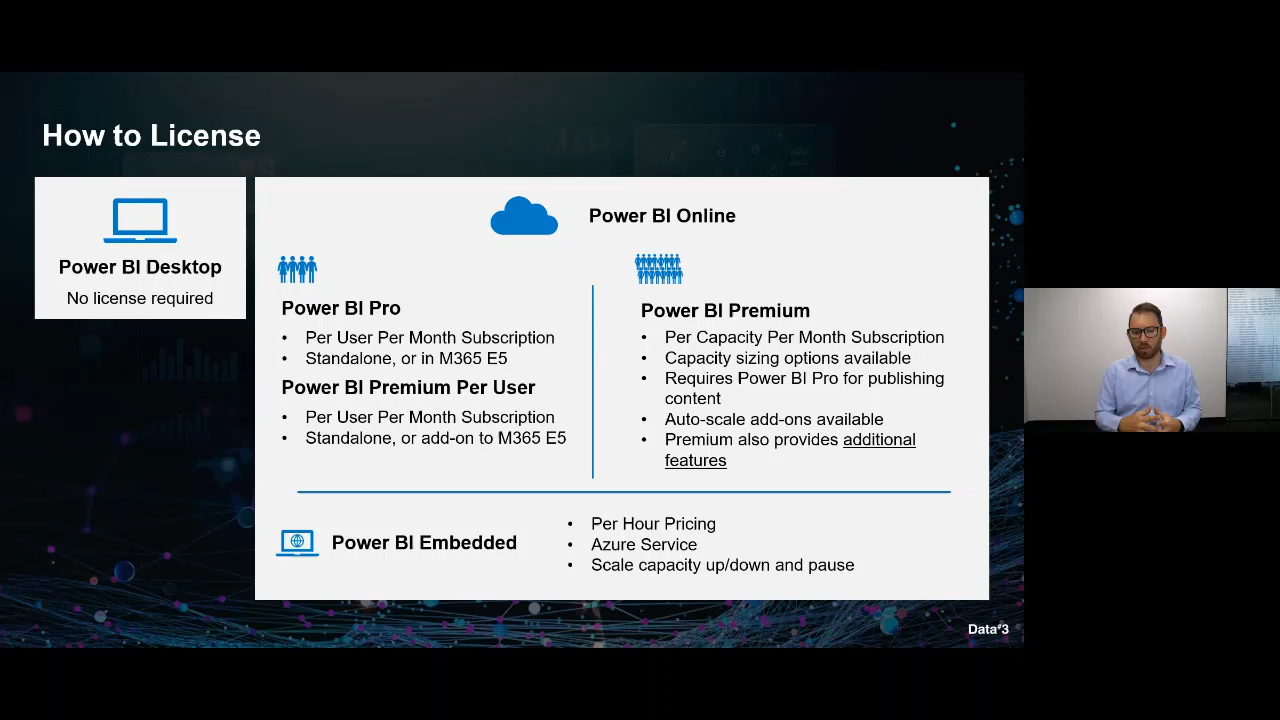 How to License
Power BI Desktop
No license required
Power BI Online
Power BI Pro
• Per User Per Month Subscription
• Standalone, or in M365 E5
Power BI Premium Per User
• Per User Per Month Subscription
• Standalone, or add-on to M365 E5
Power BI Premium
• Per Capacity Per Month Subscription
• Capacity sizing options available
• Requires Power BI Pro for publishing
content
• Auto-scale add-ons available
• Premium also provides additional
features
Power BI Embedded
• Per Hour Pricing
• Azure Service
• Scale capacity up/down and pause
Data#3